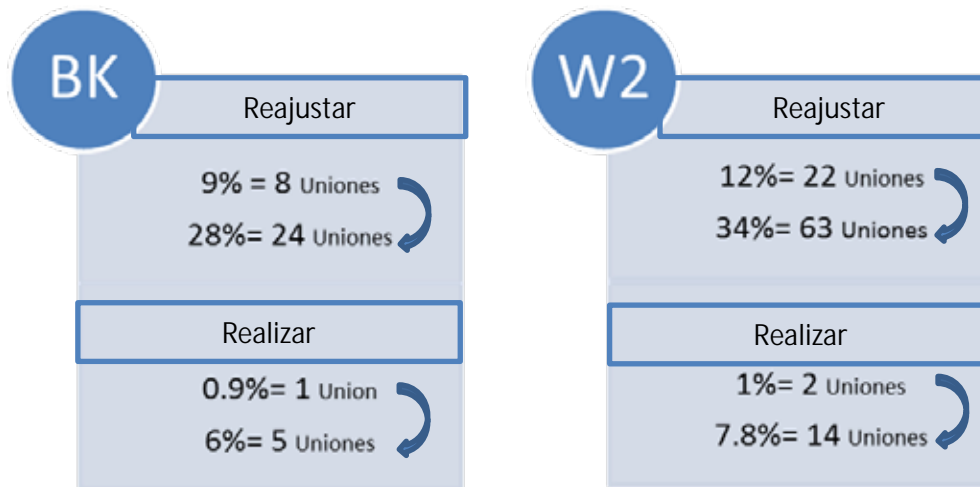 BK
Reajustar
9% = 8 Uniones
28%= 24 Uniones
Realizar
0.9%= 1 Union
6%= 5 Uniones
W2
Reajustar
12%= 22 Uniones
34%= 63 Uniones
Realizar
1%= 2 Uniones
7.8%= 14 Uniones